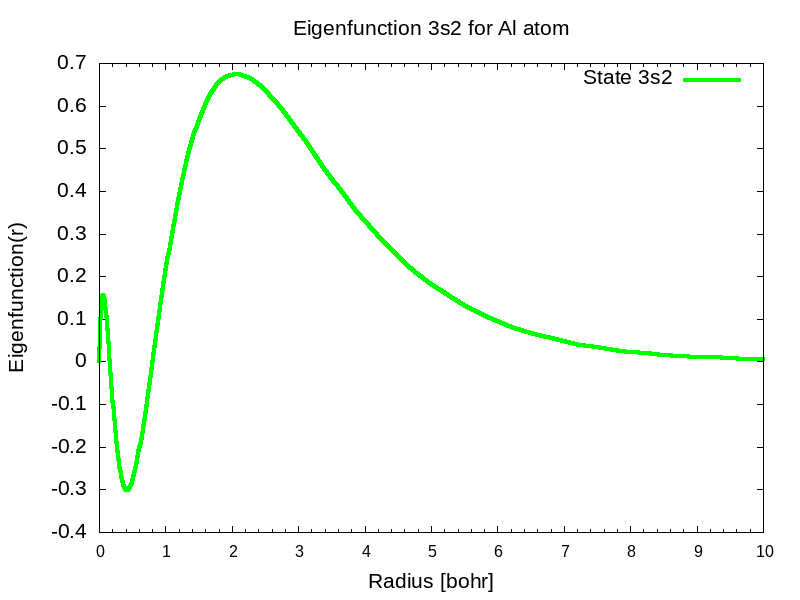 Eigenfunction 3s2 for Al atom
State 3s2
0.7
0.6
0.5
0.4
0.3
0.2
0.1
0
-0.1
-0.2
-0.3
-0.4
Eigenfunction(r)
0 1 2 3 4 5 6 7 8 9 10
Radius [bohr]